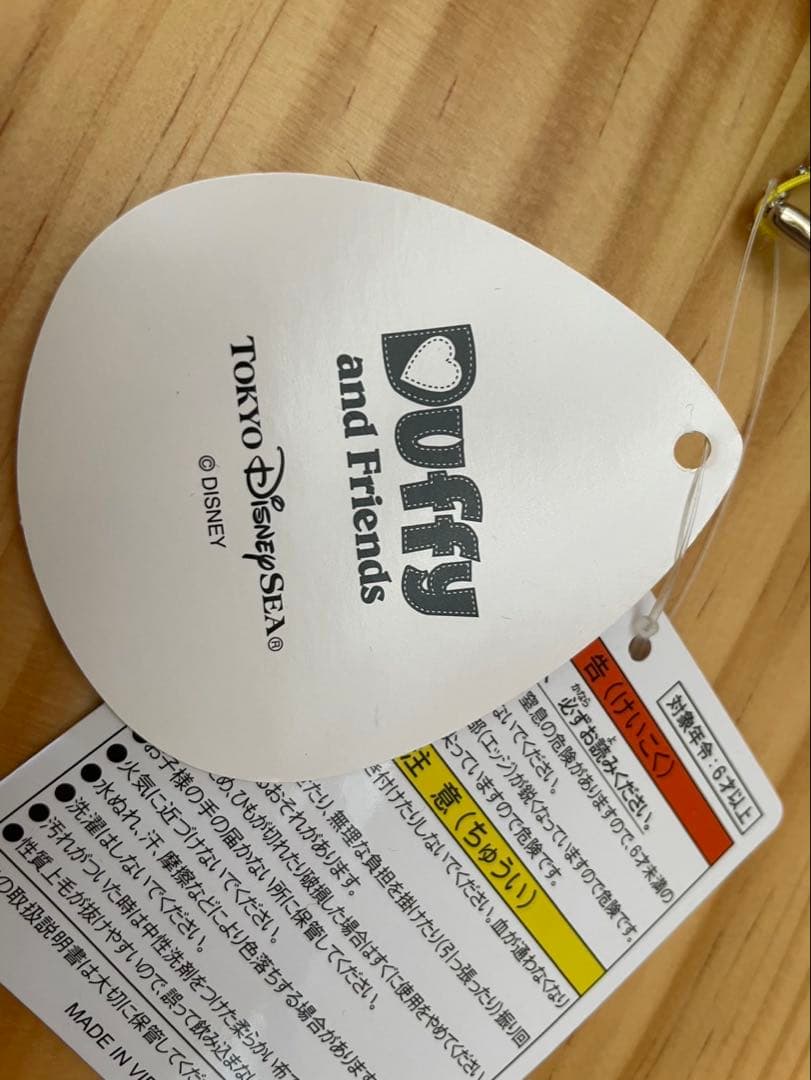 Duffy
and Friends
TOKYO DISNEYSEA®
© DISNEY
対象年令:6才以上
告(けいこく)
必ずお読みください。
かなら よ
窒息の危険がありますので、6才未満の
ないでください。
部(エッジ)が鋭くなっていますので危険です。
ていますので危険です。
注 意(ちゅうい)
を付けたりしないでください。血が通わなくなり
たり、無理な負担を掛けたり(引っ張ったり)振り回
おそれがあります。
め、ひもが切れたり破損した場合はすぐに使用をやめてください
お子様の手の届かない所に保管してください。
●火気に近づけないでください。
●水ぬれ、汗、摩擦などにより色落ちする場合があります
●洗濯はしないでください。
●汚れがついた時は中性洗剤をつけた柔らかい布
●性質上毛が抜けやすいので、誤って飲み込まな
の取扱説明書は大切に保管してくだ
MADE IN VI